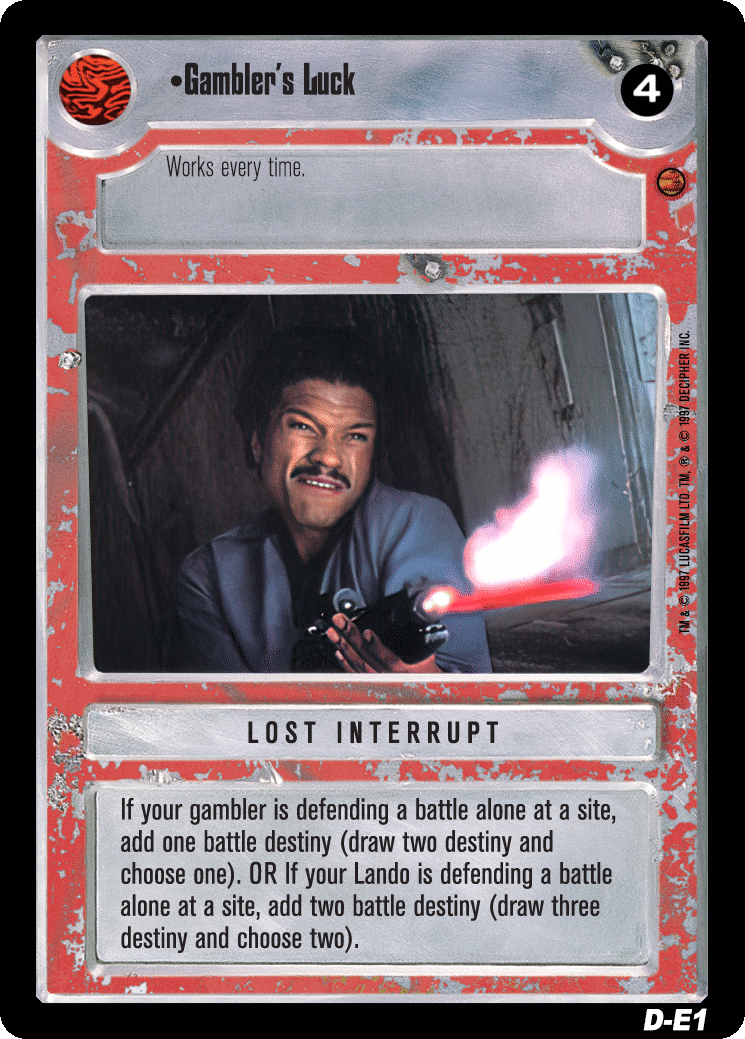 •Gambler's Luck
4
Works every time.
TM & © 1997 LUCASFILM LTD. TM, ® & © 1997 DECIPHER INC.
LOST INTERRUPT
If your gambler is defending a battle alone at a site,
add one battle destiny (draw two destiny and
choose one). OR If your Lando is defending a battle
alone at a site, add two battle destiny (draw three
destiny and choose two).
D-E1